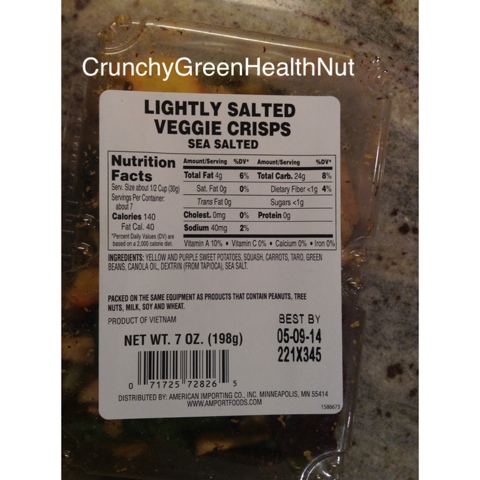 CrunchyGreenHealthNut
LIGHTLY SALTED
VEGGIE CRISPS
SEA SALTED
Nutrition
Facts
Serv. Size about 1/2 Cup (30g)
Servings Per Container:
about 7
Calories 140
Fat Cal. 40
*Percent Daily Values (DV) are
based on a 2,000 calorie diet.
Amount/Serving %DV* Amount/Serving %DV*
Total Fat 4g 6% Total Carb. 24g 8%
Sat. Fat 0g 0% Dietary Fiber <1g 4%
Trans Fat 0g Sugars <1g
Cholest. 0mg 0% Protein 0g
Sodium 40mg 2%
Vitamin A 10% • Vitamin C 0% • Calcium 0% • Iron 0%
INGREDIENTS: YELLOW AND PURPLE SWEET POTATOES, SQUASH, CARROTS, TARO, GREEN
BEANS, CANOLA OIL, DEXTRIN (FROM TAPIOCA), SEA SALT.
PACKED ON THE SAME EQUIPMENT AS PRODUCTS THAT CONTAIN PEANUTS, TREE
NUTS, MILK, SOY AND WHEAT.
PRODUCT OF VIETNAM
BEST BY
05-09-14
221X345
NET WT. 7 OZ. (198g)
0 71725 72826 5
DISTRIBUTED BY: AMERICAN IMPORTING CO., INC. MINNEAPOLIS, MN 55414
WWW.AMPORTFOODS.COM
1586673